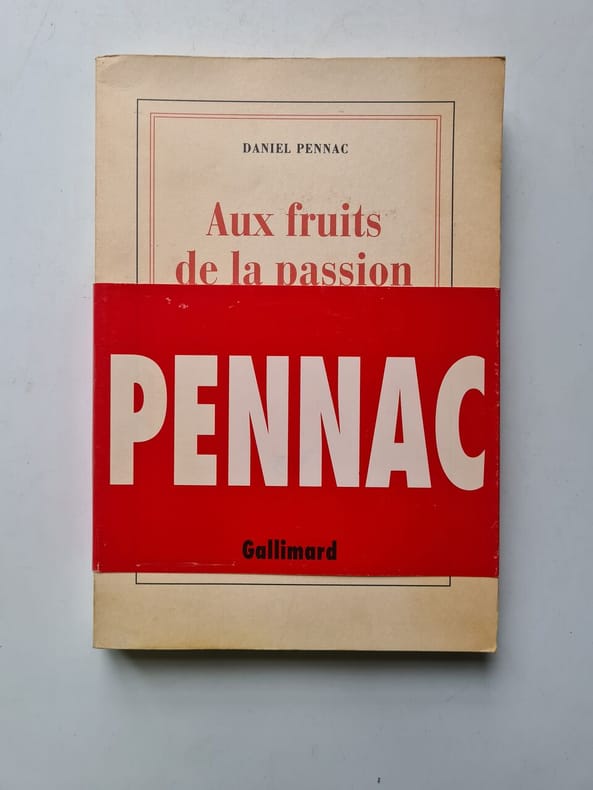 DANIEL PENNAC
Aux fruits
de la passion
PENNAC
Gallimard